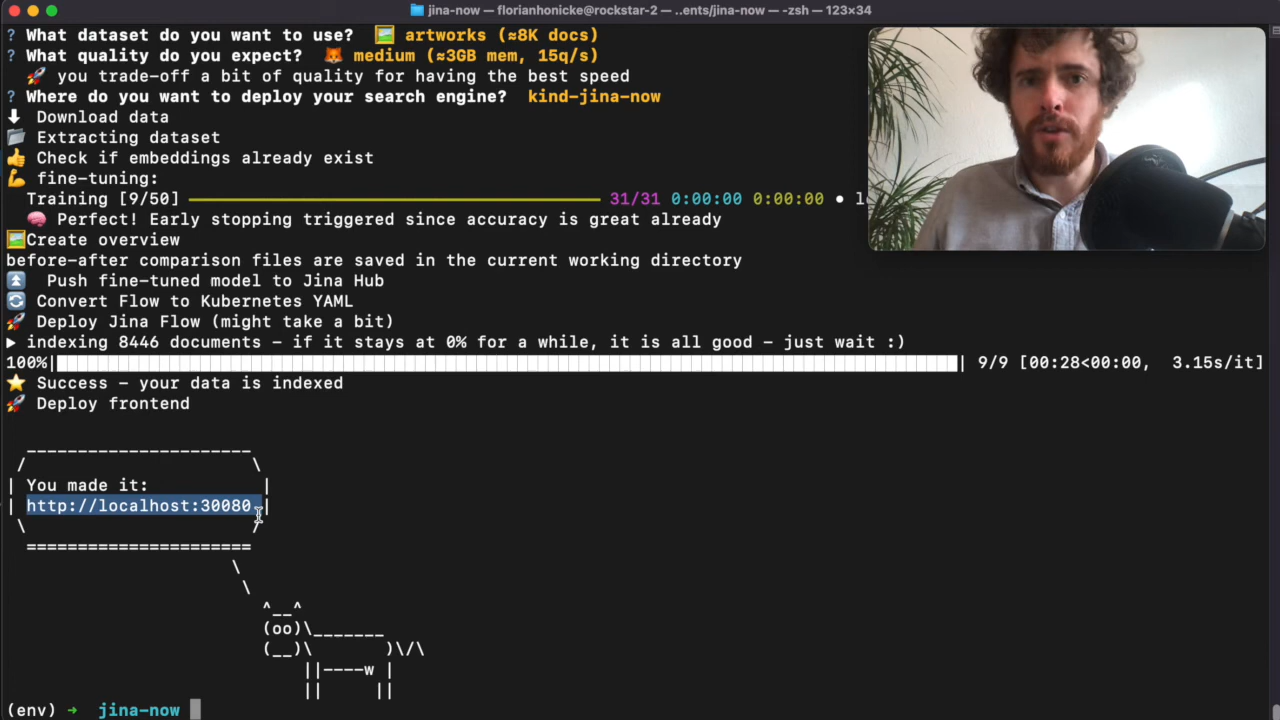 jina-now — florianhonicke@rockstar-2 — ..ents/jina-now — -zsh — 123×34
? What dataset do you want to use? 🖼️ artworks (≈8K docs)
? What quality do you expect? 🦊 medium (≈3GB mem, 15q/s)
🚀 you trade-off a bit of quality for having the best speed
? Where do you want to deploy your search engine? kind-jina-now
⬇ Download data
📂 Extracting dataset
👍 Check if embeddings already exist
💪 fine-tuning:
Training [9/50] ━━━━━━━━━━━━━━━━━━━━━━━━━━━━━━━━━━━━━━━━ 31/31 0:00:00 0:00:00 •
🧠 Perfect! Early stopping triggered since accuracy is great already
🖼️Create overview
before-after comparison files are saved in the current working directory
⏫ Push fine-tuned model to Jina Hub
🔄 Convert Flow to Kubernetes YAML
🚀 Deploy Jina Flow (might take a bit)
▶ indexing 8446 documents - if it stays at 0% for a while, it is all good - just wait :)
100%|████████████████████████████████████████| 9/9 [00:28<00:00, 3.15s/it]
⭐ Success - your data is indexed
🚀 Deploy frontend
______________________
/                      \
| You made it:           |
| http://localhost:30080 |
\                      /
======================
\
\
^__^
(oo)\_______
(__)\       )\/\
||----w |
||     ||
(env) ➜ jina-now